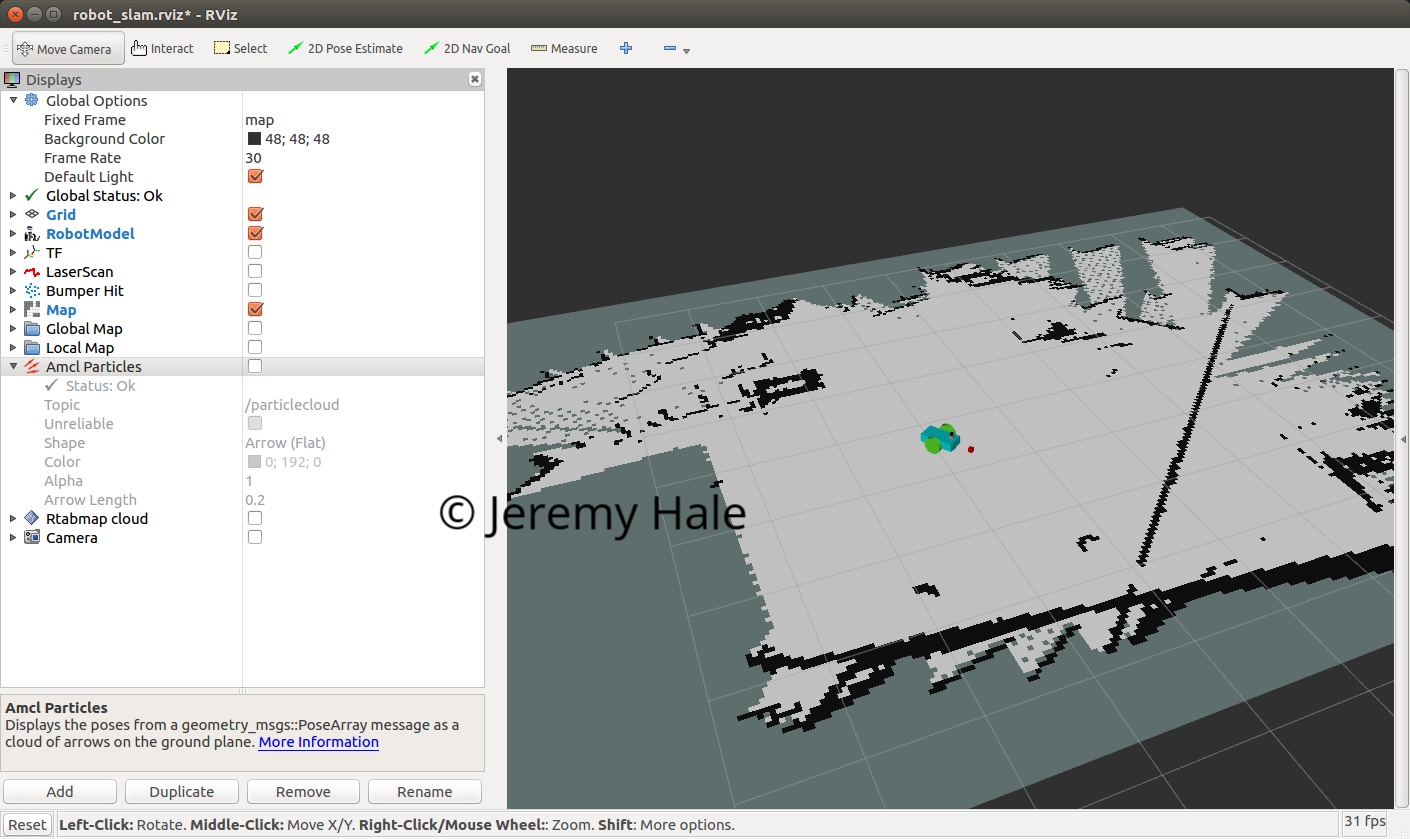 robot_slam.rviz* - RViz
Move Camera Interact Select 2D Pose Estimate 2D Nav Goal Measure
Displays
Global Options
Fixed Frame map
Background Color 48; 48; 48
Frame Rate 30
Default Light
Global Status: Ok
Grid
RobotModel
TF
LaserScan
Bumper Hit
Map
Global Map
Local Map
Amcl Particles
Status: Ok
Topic /particlecloud
Unreliable
Shape Arrow (Flat)
Color 0; 192; 0
Alpha 1
Arrow Length 0.2
© Jeremy Hale
Rtabmap cloud
Camera
Amcl Particles
Displays the poses from a geometry_msgs::PoseArray message as a
cloud of arrows on the ground plane. More Information
Add Duplicate Remove Rename
Reset Left-Click: Rotate. Middle-Click: Move X/Y. Right-Click/Mouse Wheel:: Zoom. Shift: More options. 31 fps